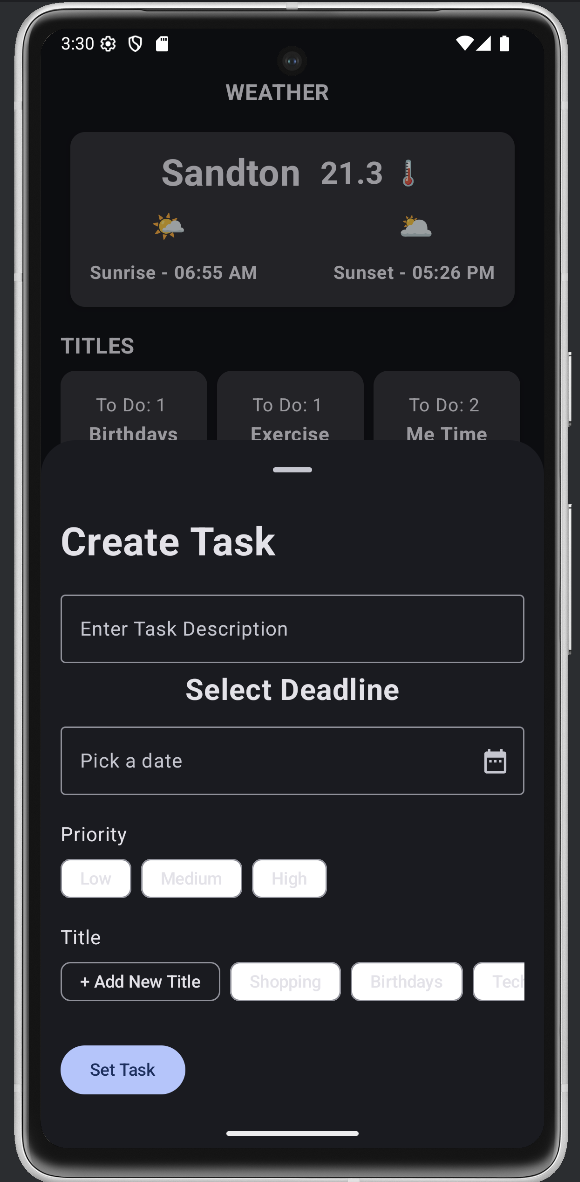 3:30
WEATHER
Sandton 21.3
Sunrise - 06:55 AM Sunset - 05:26 PM
TITLES
To Do: 1 To Do: 1 To Do: 2
Birthdays Exercise Me Time
Create Task
Enter Task Description
Select Deadline
Pick a date
Priority
Low Medium High
Title
+ Add New Title Shopping Birthdays Tech
Set Task